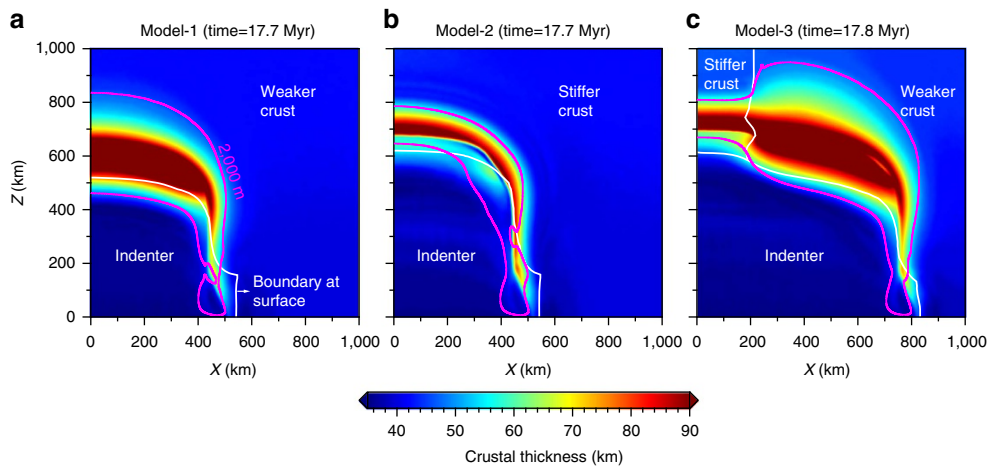 a
Model-1 (time=17.7 Myr)
1,000
800
600
400
200
0
Z (km)
Weaker
crust
2,000 m
Indenter
Boundary at
surface
0
200
400
600
800
1,000
X (km)
b
Model-2 (time=17.7 Myr)
Stiffer
crust
Indenter
0
200
400
600
800
1,000
X (km)
c
Model-3 (time=17.8 Myr)
Stiffer
crust
Weaker
crust
Indenter
0
200
400
600
800
1,000
X (km)
40
50
60
70
80
90
Crustal thickness (km)